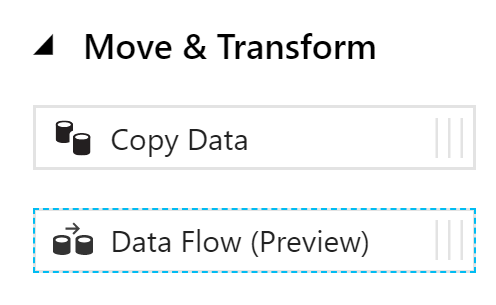 Move & Transform
Copy Data
Data Flow (Preview)